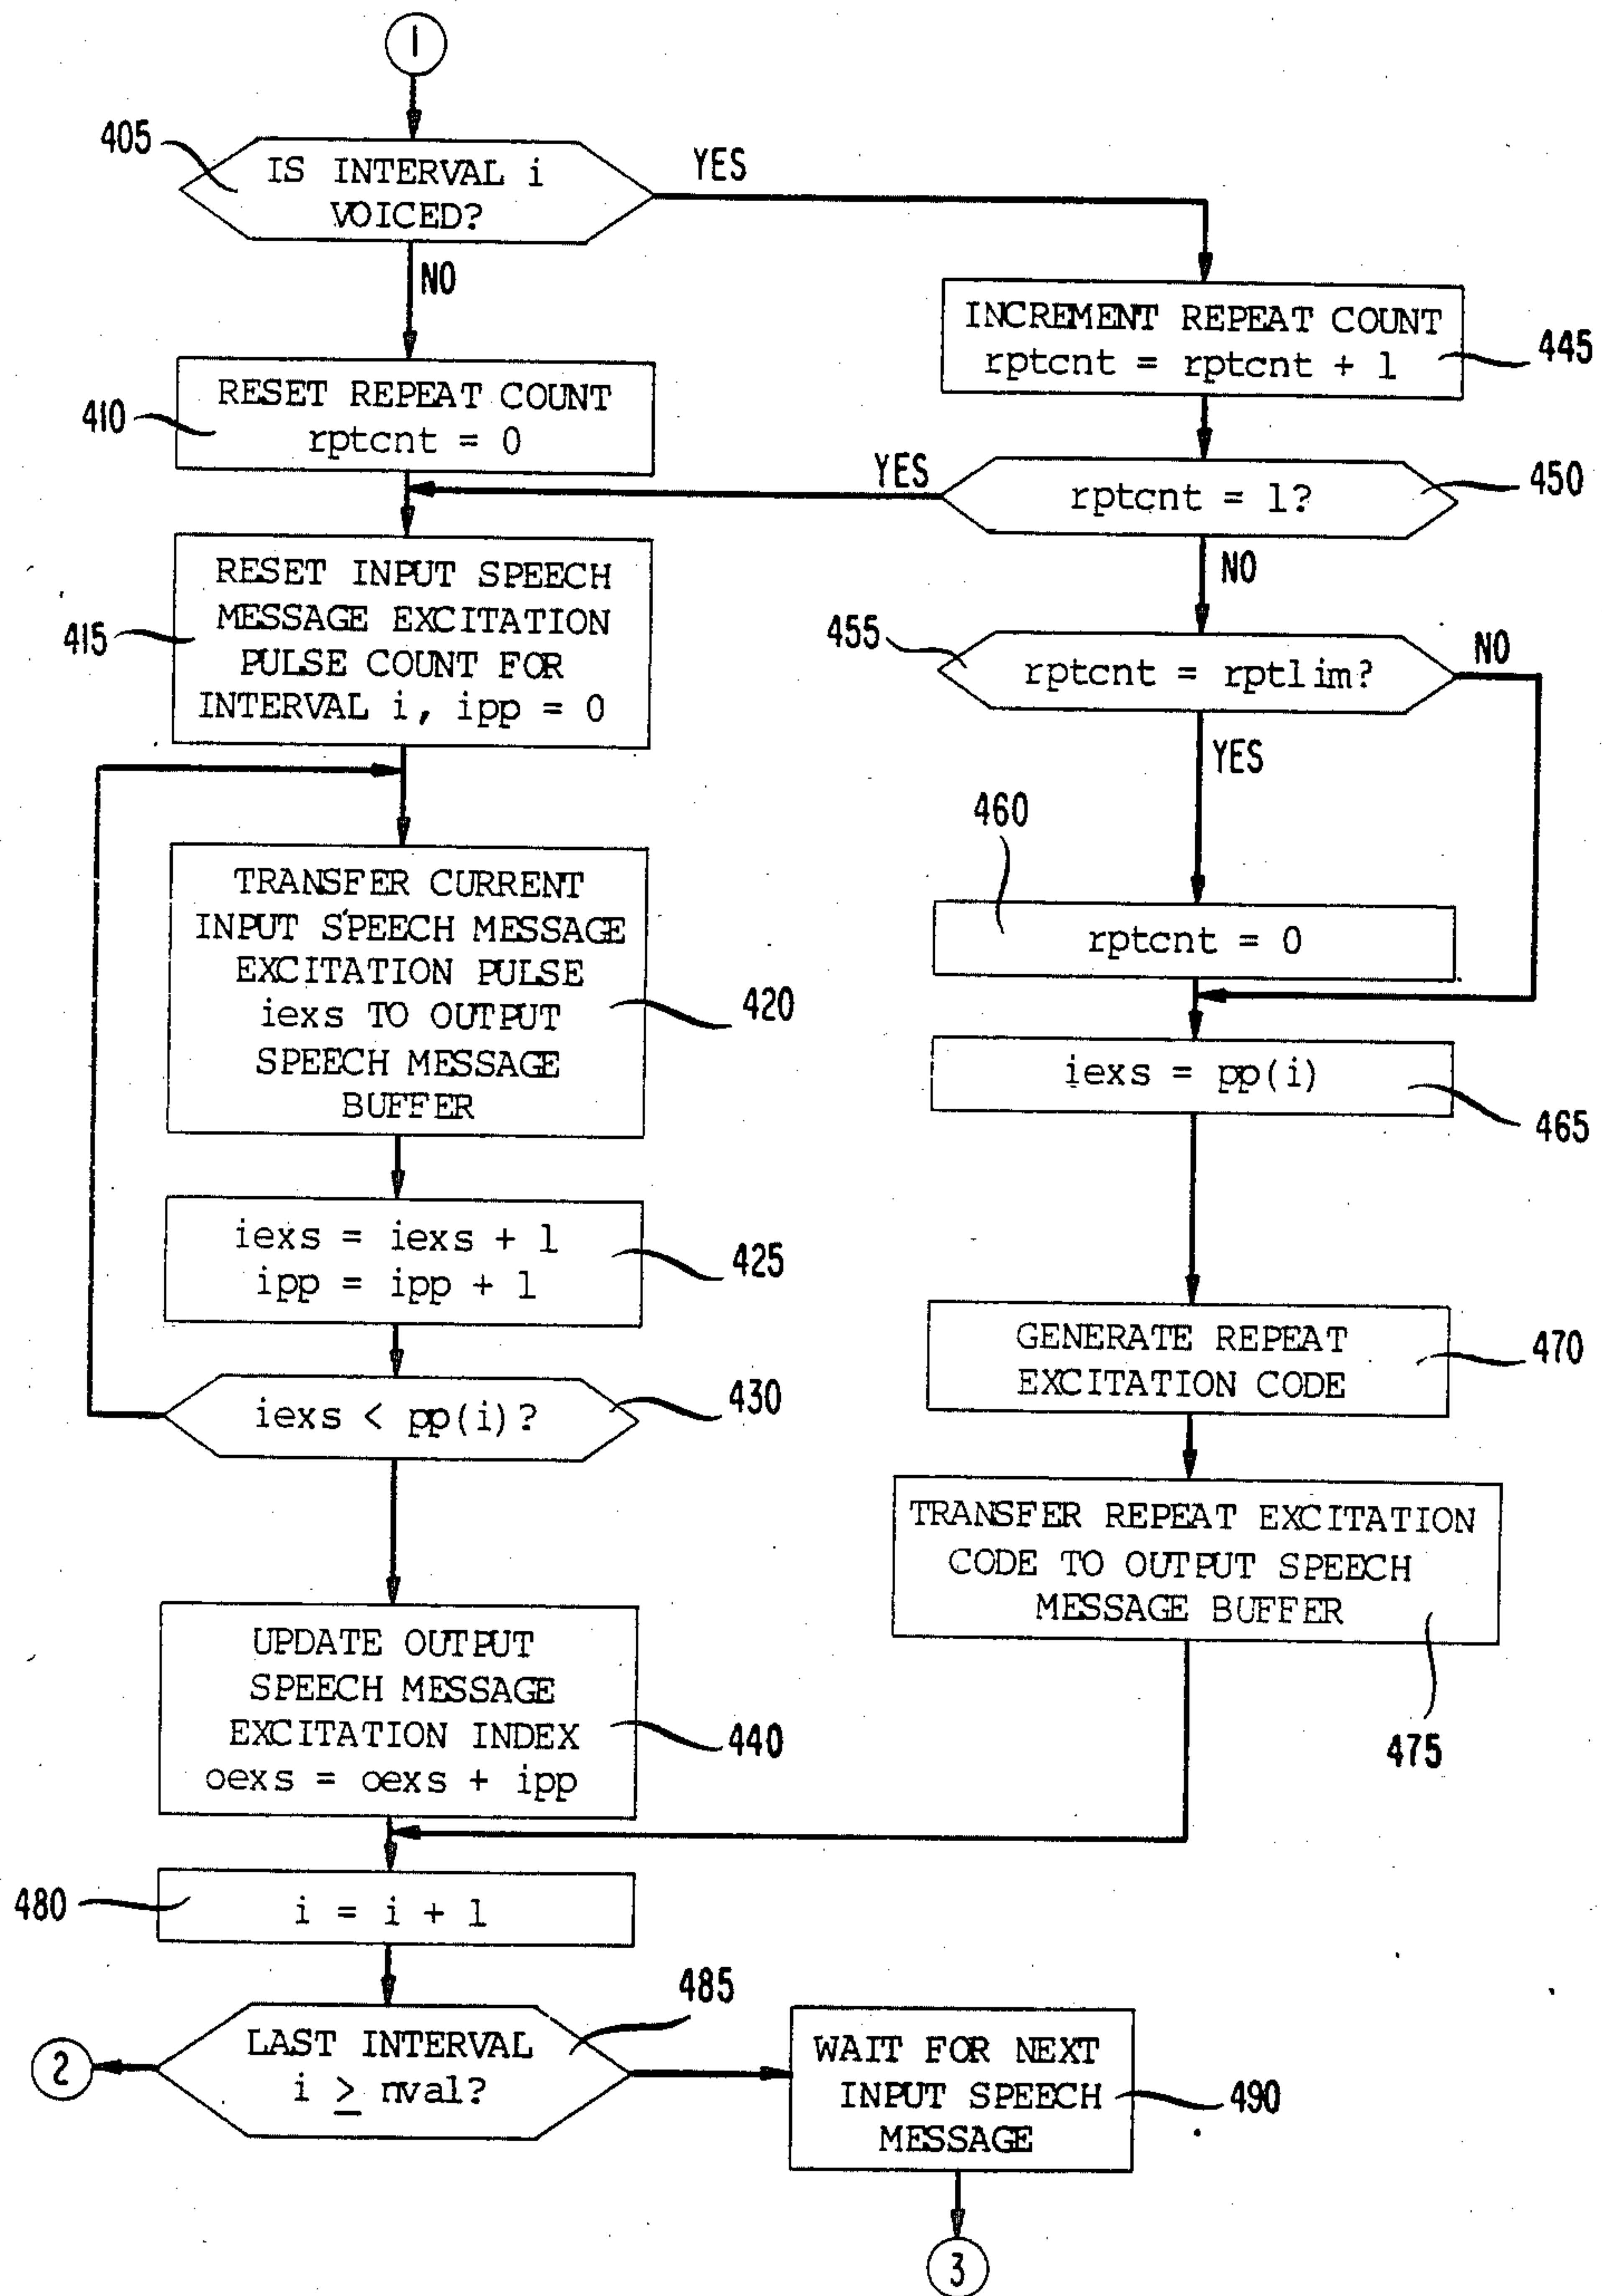 1
405
IS INTERVAL i
VOICED?
YES
NO
INCREMENT REPEAT COUNT
rptcnt = rptcnt + 1
445
410
RESET REPEAT COUNT
rptcnt = 0
YES
rptcnt = 1?
450
NO
415
RESET INPUT SPEECH
MESSAGE EXCITATION
PULSE COUNT FOR
INTERVAL i, ipp = 0
455
rptcnt = rptlim?
NO
YES
460
rptcnt = 0
TRANSFER CURRENT
INPUT SPEECH MESSAGE
EXCITATION PULSE
iexs TO OUTPUT
SPEECH MESSAGE
BUFFER
420
iexs = pp(i)
465
iexs = iexs + 1
ipp = ipp + 1
425
GENERATE REPEAT
EXCITATION CODE
470
iexs < pp(i)?
430
TRANSFER REPEAT EXCITATION
CODE TO OUTPUT SPEECH
MESSAGE BUFFER
475
UPDATE OUTPUT
SPEECH MESSAGE
EXCITATION INDEX
oexs = oexs + ipp
440
480
i = i + 1
485
LAST INTERVAL
i ≥ nval?
2
WAIT FOR NEXT
INPUT SPEECH
MESSAGE
490
3